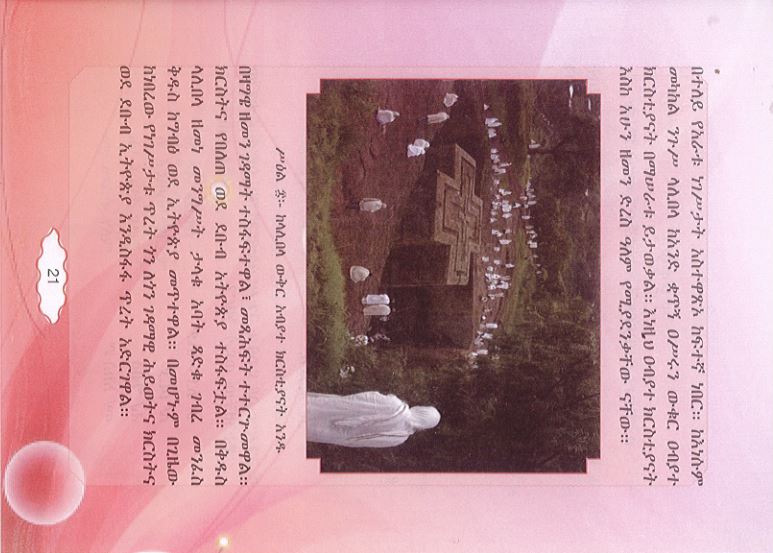 በተለይ የአራቱ ነገሥታት አስተዋጽኦ ከፍተኛ ነበር። ከእነሱም
መካከል ንጉሥ ላሊበላ ከአንድ ቋጥኝ ዐሥሩን ውቁር ዐብያተ
ክርስቲያናት በማሠራቱ ይታወቃል። እነዚህ ዐብያተ ክርስቲያናት
እስከ አሁን ዘመን ድረስ ዓለም የሚያደንቃቸው ናቸው።
ሥዕል ፰፡- ከላሊበላ ውቅር አብያተ ክርስቲያናት አንዱ
በዛግዌ ዘመን ገዳማት ተስፋፍተዋል፣ መጻሕፍት ተተርጉመዋል።
ክርስትና የበለጠ ወደ ደቡብ ኢትዮጵያ ተስፋፍቷል። በቅዱስ
ላሊበላ ዘመነ መንግሥት ታላቁ አባት ጻድቁ ገብረ መንፈስ
ቅዱስ ከግብፅ ወደ ኢትዮጵያ መጥተዋል። በመሆኑም በጊዜው
ከነበረው የነገሥታቱ ጥረት ጎን ለጎን ገዳማዊ ሕይወትና ክርስትና
ወደ ደቡብ ኢትዮጵያ እንዲስፋፋ ጥረት አድርገዋል።
21